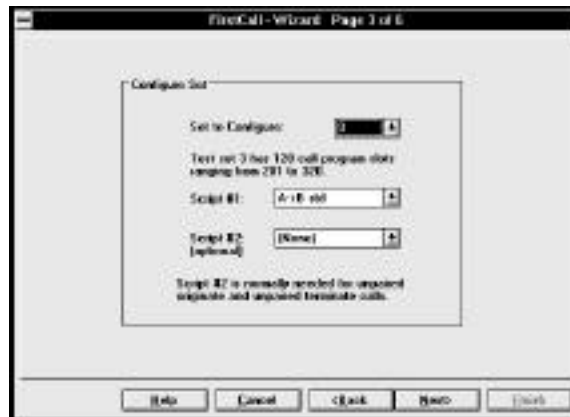 FirstCall - Wizard Page 3 of 6
Configure Set
Set to Configure: 3
Test set 3 has 120 call program slots
ranging from 201 to 320.
Script #1: A->B std
Script #2: (None)
(optional)
Script #2 is normally needed for unpaired
originate and unpaired terminate calls.
Help Cancel <Back Next> Finish